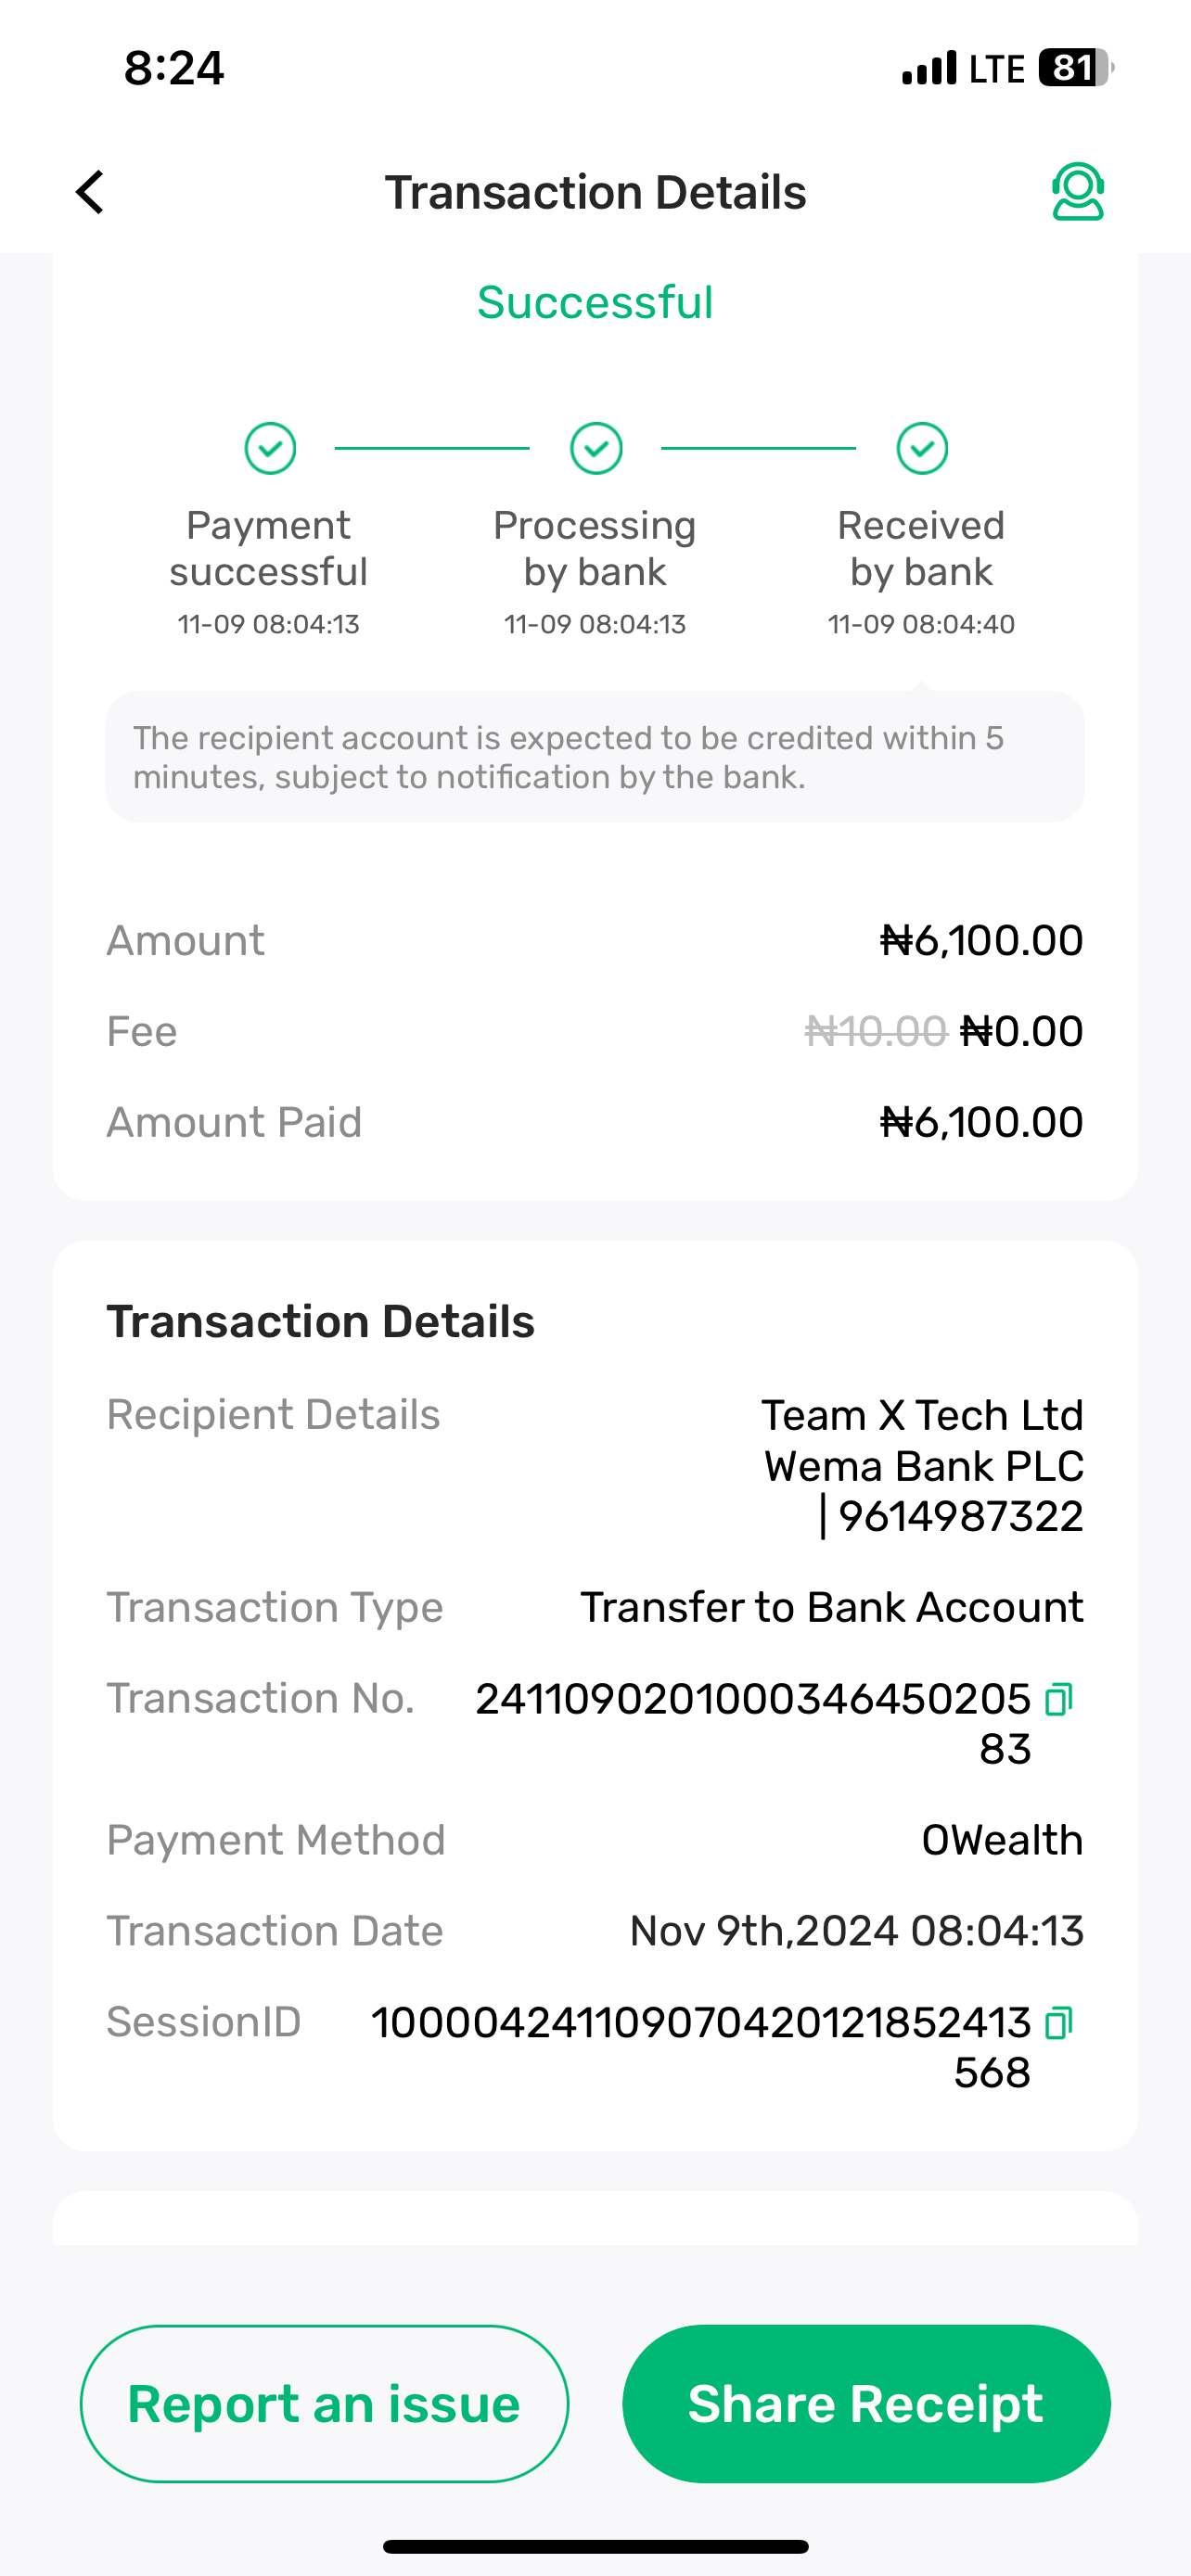 8:24
LTE 81
Transaction Details
Successful
Payment successful
11-09 08:04:13
Processing by bank
11-09 08:04:13
Received by bank
11-09 08:04:40
The recipient account is expected to be credited within 5
minutes, subject to notification by the bank.
Amount ₦6,100.00
Fee ₦10.00 ₦0.00
Amount Paid ₦6,100.00
Transaction Details
Recipient Details Team X Tech Ltd
Wema Bank PLC
| 9614987322
Transaction Type Transfer to Bank Account
Transaction No. 2411090201000346450205
83
Payment Method OWealth
Transaction Date Nov 9th,2024 08:04:13
SessionID 100004241109070420121852413
568
Report an issue
Share Receipt